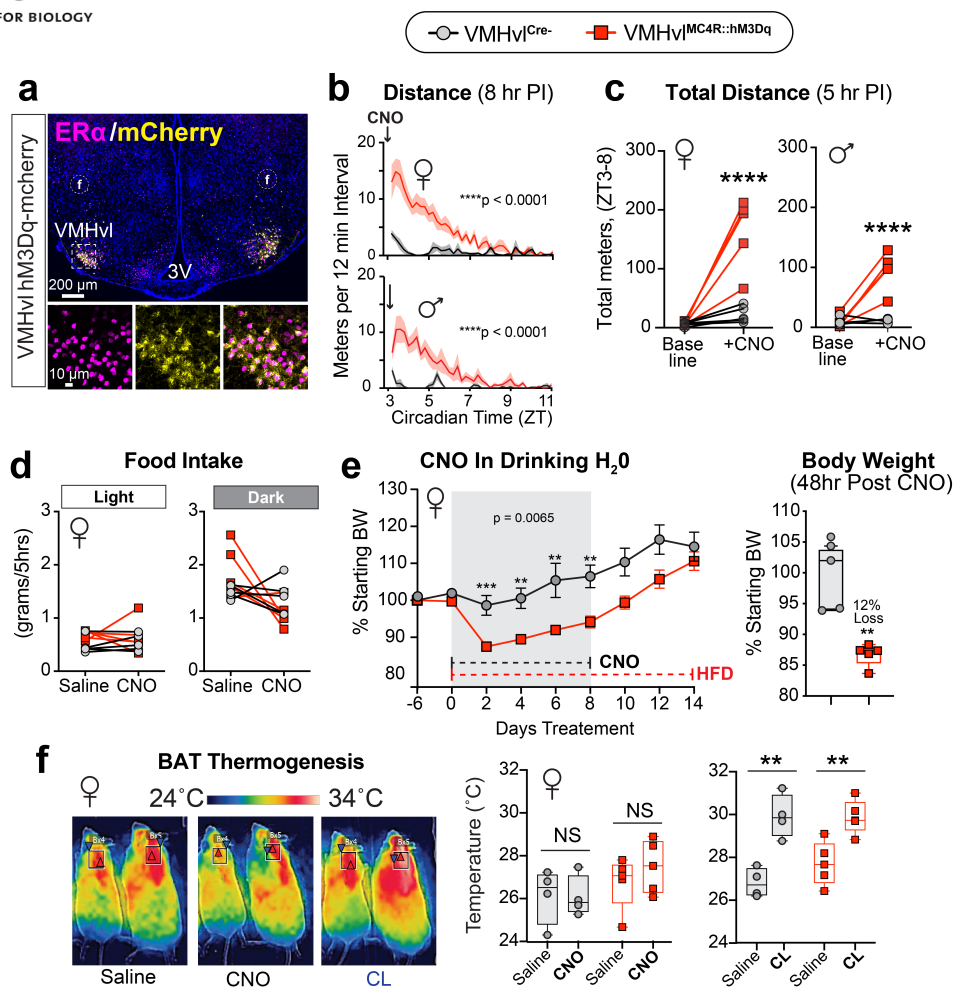 FOR BIOLOGY
VMHvl^Cre-
VMHvl^MC4R::hM3Dq
a
VMHvl hM3Dq-mcherry
ERα/mCherry
f
f
VMHvl
3V
200 µm
10 µm
b
Distance (8 hr PI)
CNO
Meters per 12 min Interval
20
10
0
♀
****p < 0.0001
20
10
0
♂
****p < 0.0001
3 5 7 9 11
Circadian Time (ZT)
c
Total Distance (5 hr PI)
Total meters, (ZT3-8)
300
200
100
0
♀
****
Base line
+CNO
300
200
100
0
♂
****
Base line
+CNO
d
Food Intake
Light
Dark
(grams/5hrs)
3
2
1
0
♀
Saline CNO
3
2
1
0
Saline CNO
e
CNO In Drinking H₂0
% Starting BW
130
120
110
100
90
80
♀
p = 0.0065
*** ** ** **
CNO
HFD
-6 0 2 4 6 8 10 12 14
Days Treatement
Body Weight
(48hr Post CNO)
% Starting BW
110
105
100
95
90
85
80
12%
Loss
**
f
BAT Thermogenesis
♀
24˚C
34˚C
Bx4 Bx5
Bx4 Bx5
Bx4 Bx5
Saline
CNO
CL
Temperature (˚C)
32
30
28
26
24
♀
NS
NS
Saline CNO Saline CNO
32
30
28
26
24
**
**
Saline CL Saline CL